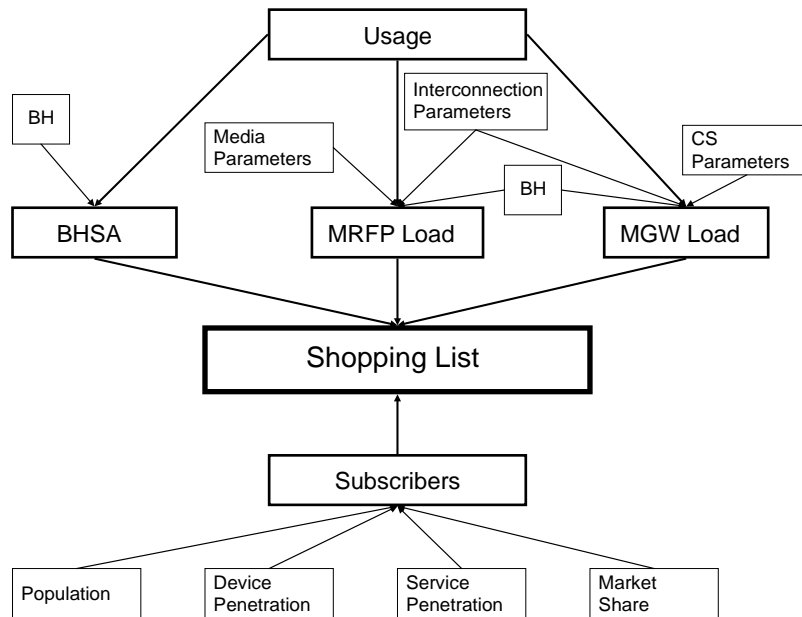 Usage
Interconnection
Parameters
BH
Media
Parameters
CS
Parameters
BH
BHSA
MRFP Load
MGW Load
Shopping List
Subscribers
Population
Device
Penetration
Service
Penetration
Market
Share